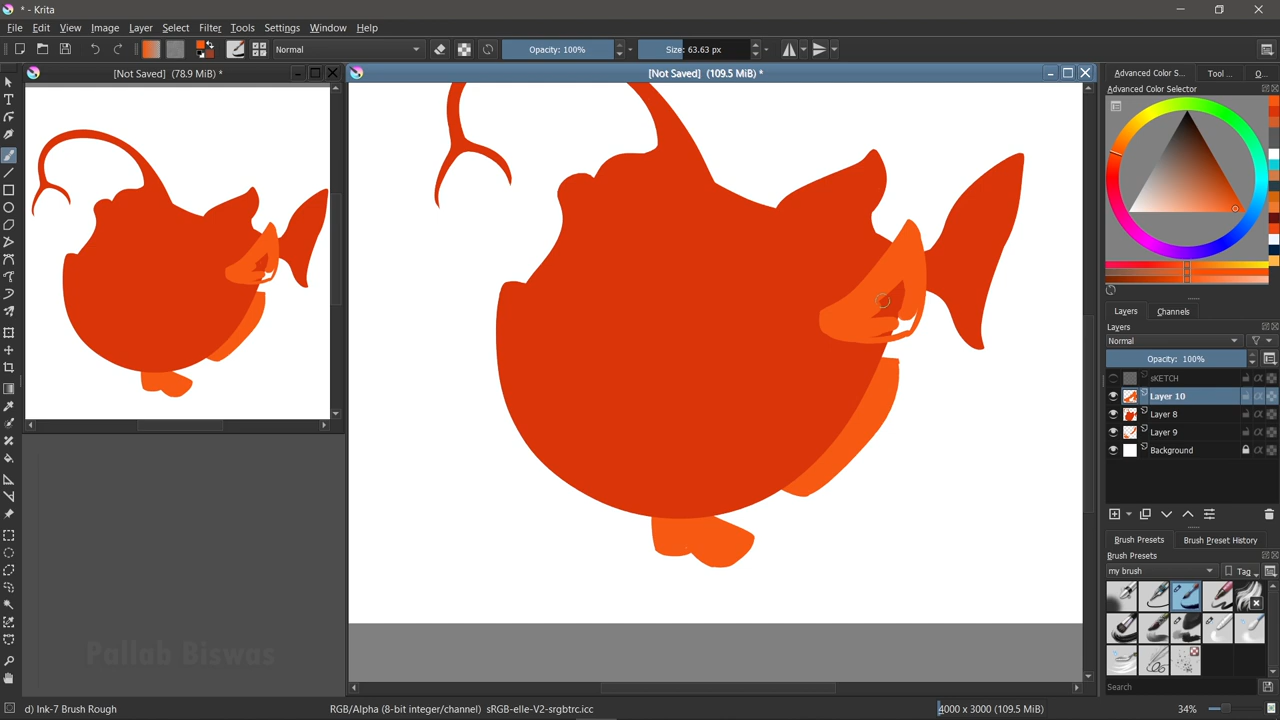 * - Krita
File Edit View Image Layer Select Filter Tools Settings Window Help
Normal Opacity: 100% Size: 63.63 px
[Not Saved] (78.9 MiB) *
[Not Saved] (109.5 MiB) *
Advanced Color S... Tool ... O...
Advanced Color Selector
Layers Channels
Layers
Normal
Opacity: 100%
sKETCH
Layer 10
Layer 8
Layer 9
Background
Brush Presets Brush Preset History
Brush Presets
my brush Tag
Search
Pallab Biswas
d) Ink-7 Brush Rough RGB/Alpha (8-bit integer/channel) sRGB-elle-V2-srgbtrc.icc 4000 x 3000 (109.5 MiB) 34%